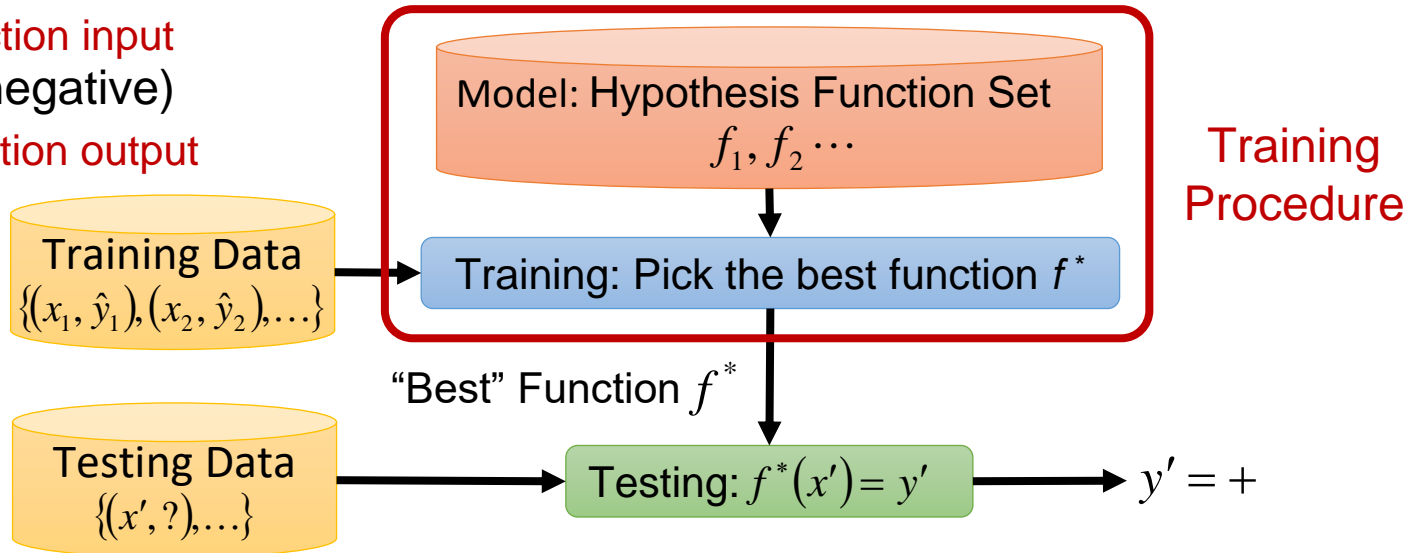 ction input
negative)
tion output
Model: Hypothesis Function Set
f₁, f₂ ⋯
Training
Procedure
Training Data
{(x₁, ŷ₁),(x₂, ŷ₂),…}
Training: Pick the best function f*
“Best” Function f*
Testing Data
{(x′, ?),…}
Testing: f*(x′) = y′
y′ = +